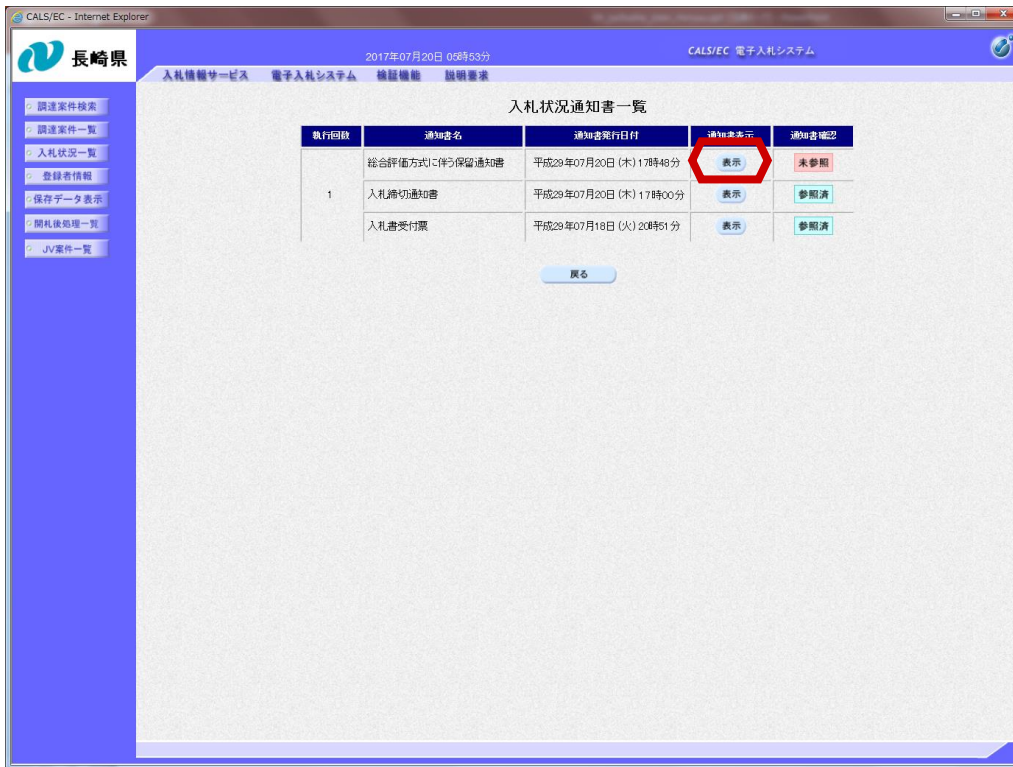 CALS/EC - Internet Explorer
長崎県
2017年07月20日 05時53分
CALS/EC 電子入札システム
入札情報サービス 電子入札システム 検証機能 説明要求
調達案件検索
調達案件一覧
入札状況一覧
登録者情報
保存データ表示
開札後処理一覧
JV案件一覧
入札状況通知書一覧
執行回数 通知書名 通知書発行日付 通知書表示 通知書確認
総合評価方式に伴う保留通知書 平成29年07月20日 (木) 17時48分 表示 未参照
1 入札締切通知書 平成29年07月20日 (木) 17時00分 表示 参照済
入札書受付票 平成29年07月18日 (火) 20時51分 表示 参照済
戻る